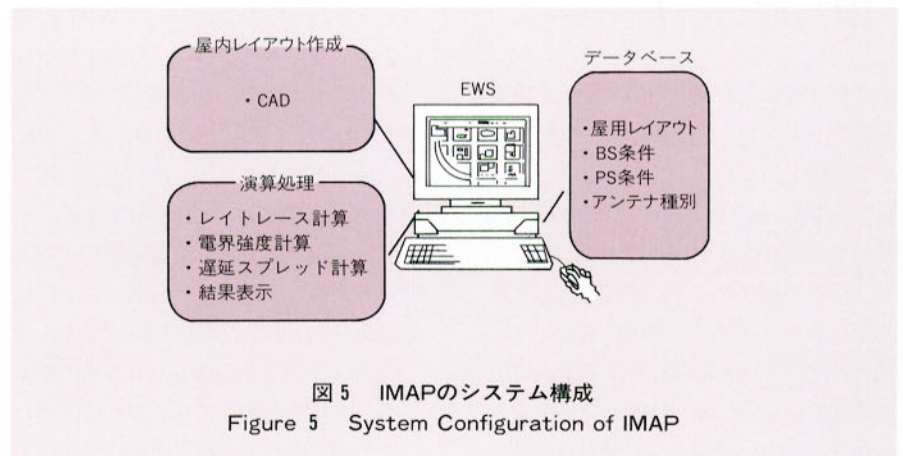 屋内レイアウト作成
・CAD
演算処理
・レイトレース計算
・電界強度計算
・遅延スプレッド計算
・結果表示
EWS
データベース
・屋用レイアウト
・BS条件
・PS条件
・アンテナ種別
図 5 IMAPのシステム構成
Figure 5 System Configuration of IMAP